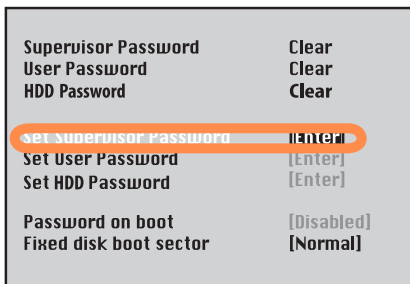 Supervisor Password Clear
User Password Clear
HDD Password Clear
Set Supervisor Password [Enter]
Set User Password [Enter]
Set HDD Password [Enter]
Password on boot [Disabled]
Fixed disk boot sector [Normal]